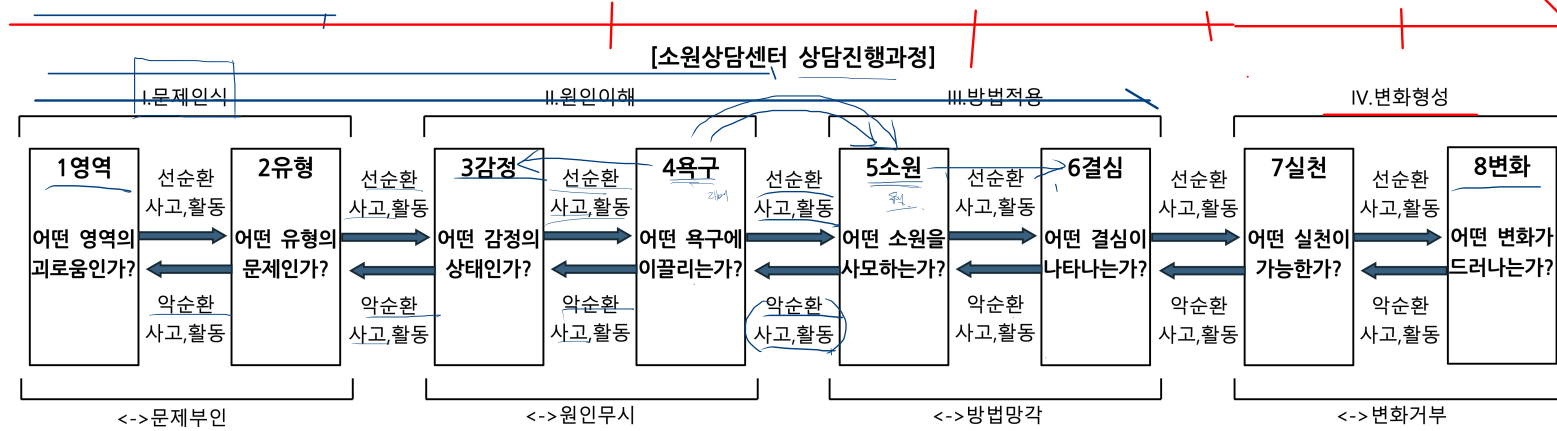 [소원상담센터 상담진행과정]
I.문제인식
II.원인이해
III.방법적용
IV.변화형성
1영역
어떤 영역의
괴로움인가?
선순환
사고,활동
악순환
사고,활동
2유형
어떤 유형의
문제인가?
선순환
사고,활동
악순환
사고,활동
3감정
어떤 감정의
상태인가?
선순환
사고,활동
악순환
사고,활동
4욕구
어떤 욕구에
이끌리는가?
선순환
사고,활동
악순환
사고,활동
5소원
어떤 소원을
사모하는가?
선순환
사고,활동
악순환
사고,활동
6결심
어떤 결심이
나타나는가?
선순환
사고,활동
악순환
사고,활동
7실천
어떤 실천이
가능한가?
선순환
사고,활동
악순환
사고,활동
8변화
어떤 변화가
드러나는가?
<->문제부인
<->원인무시
<->방법망각
<->변화거부